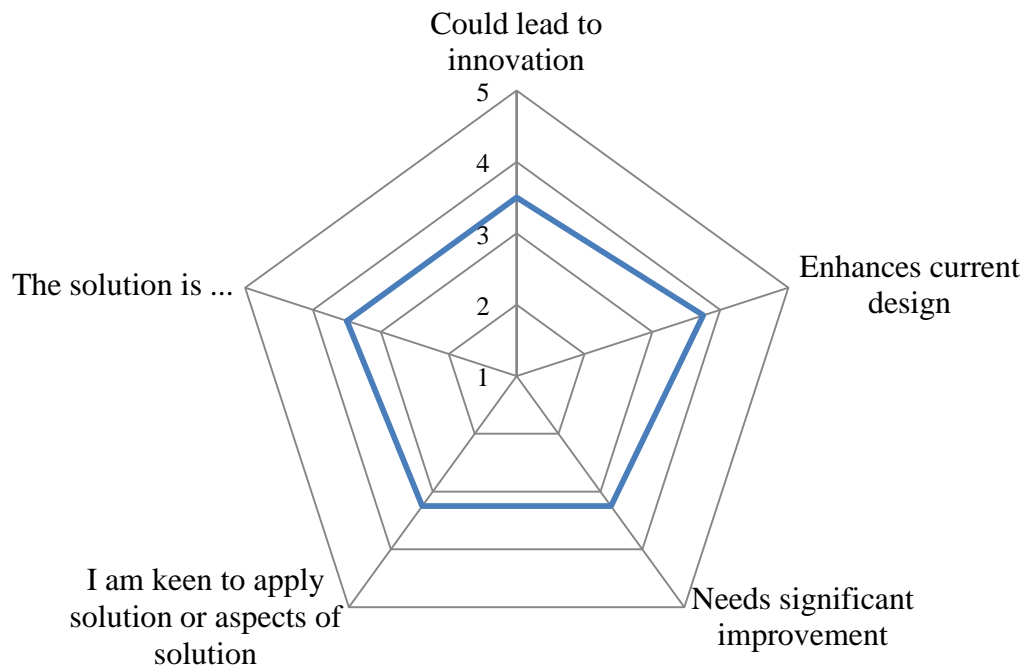 Could lead to
innovation
5
4
3
2
1
Enhances current
design
The solution is ...
I am keen to apply
solution or aspects of
solution
Needs significant
improvement